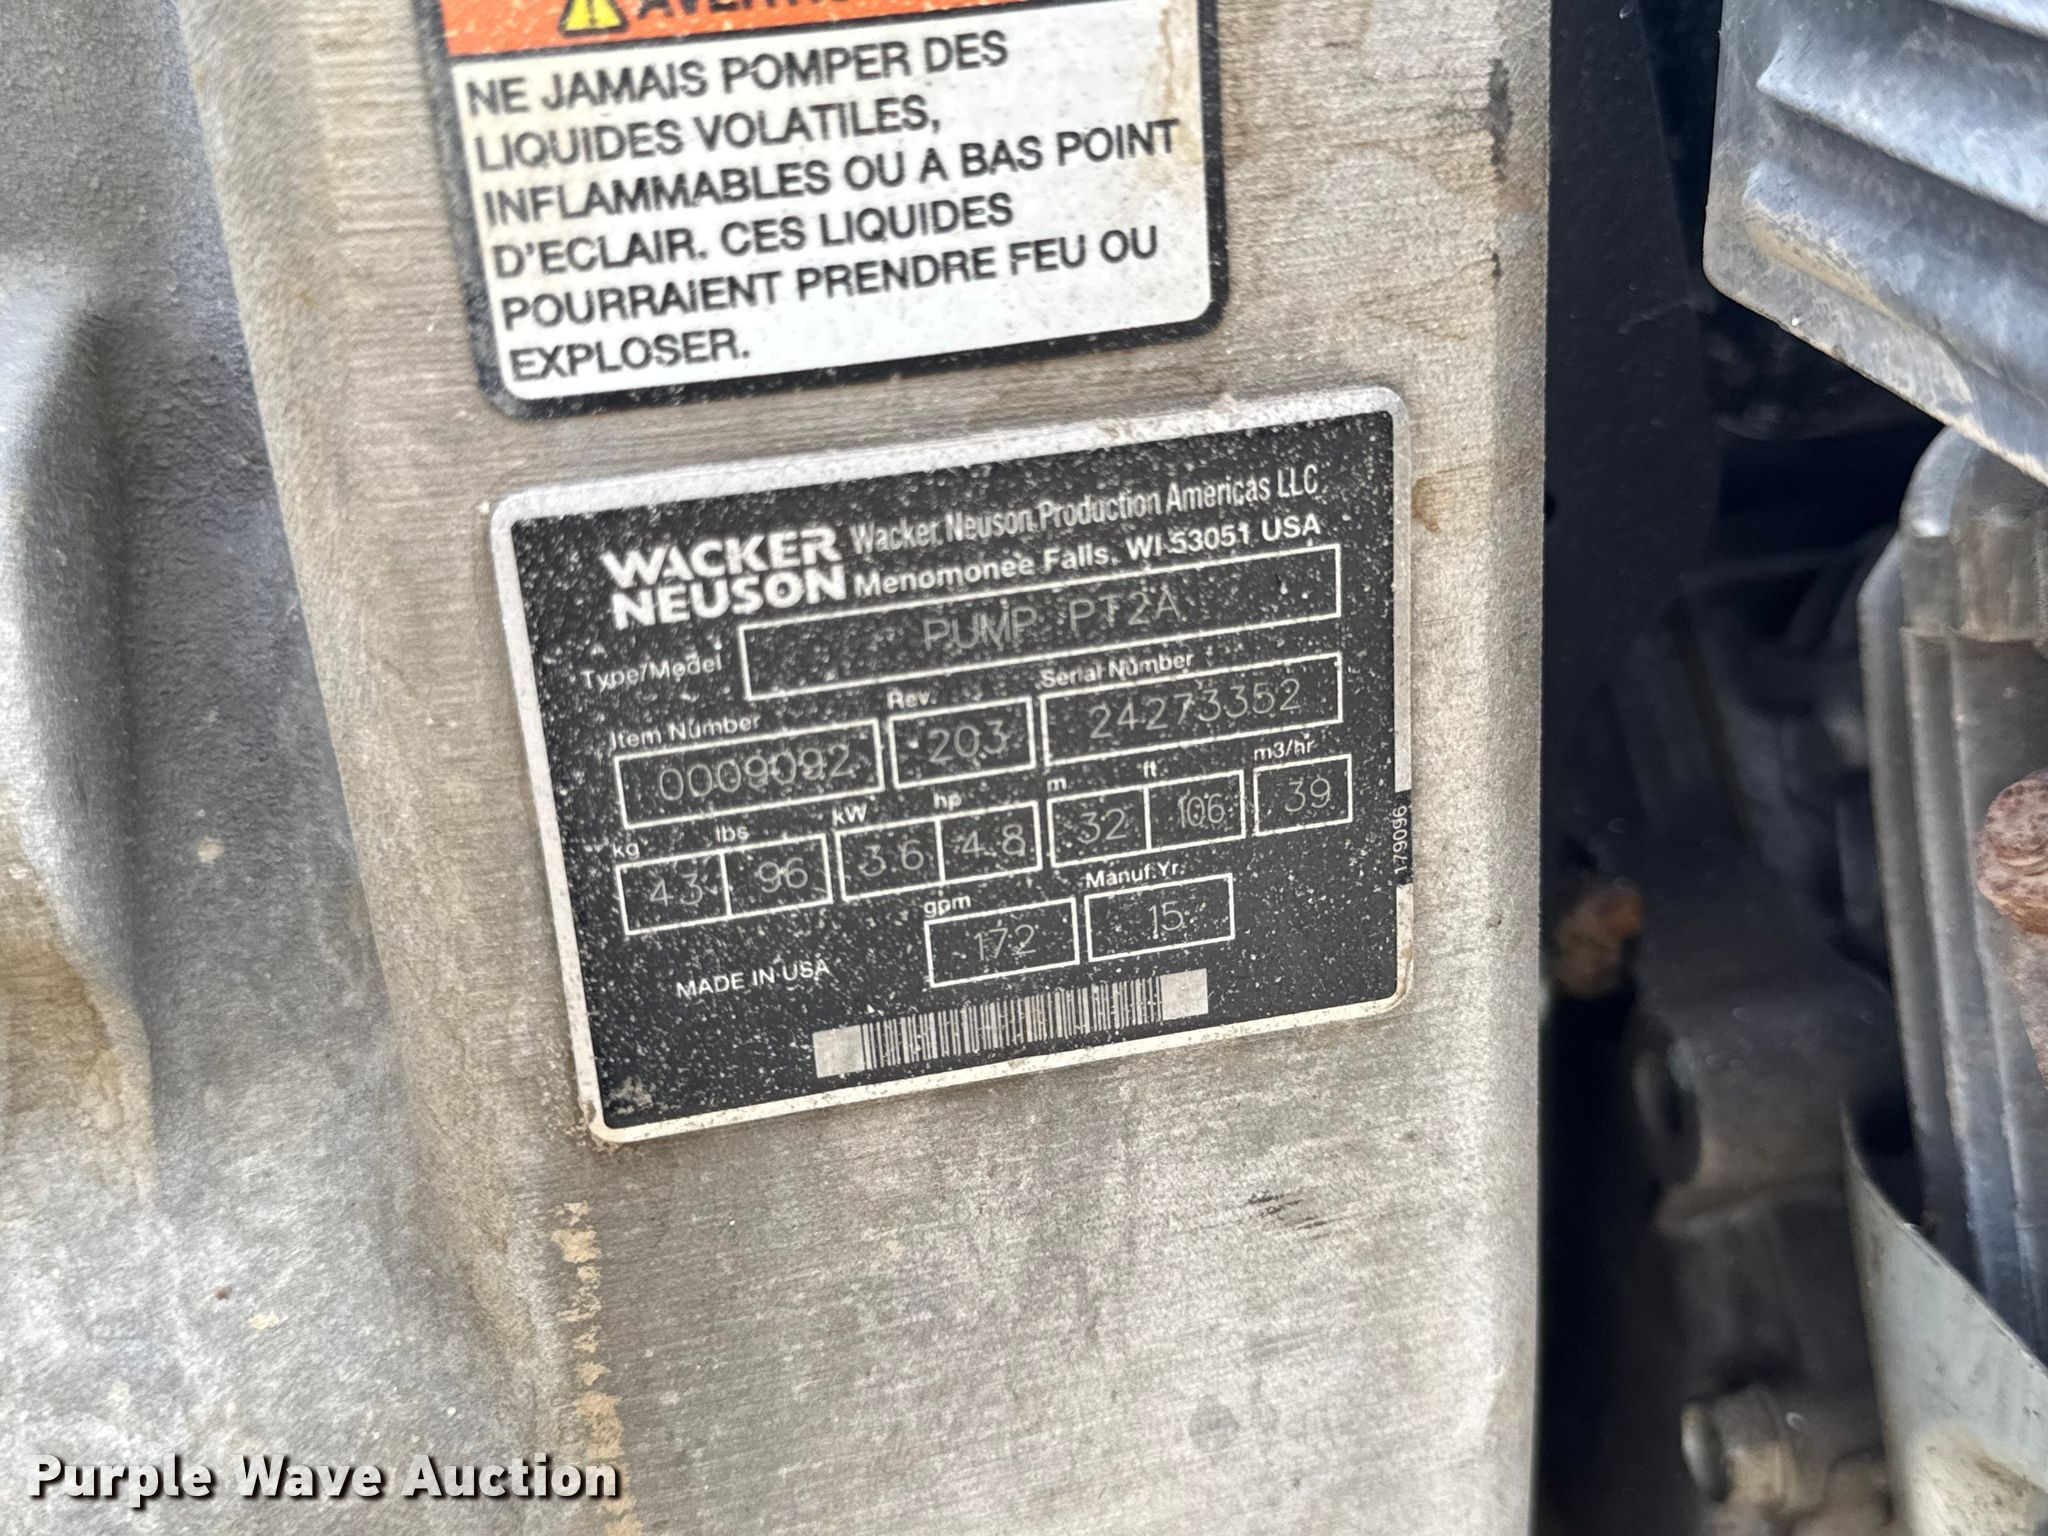 NE JAMAIS POMPER DES
LIQUIDES VOLATILES,
INFLAMMABLES OU A BAS POINT
D'ECLAIR. CES LIQUIDES
POURRAIENT PRENDRE FEU OU
EXPLOSER.
WACKER NEUSON
Wacker Neuson Production Americas LLC
Menomonee Falls, WI 53051 USA
Type/Model PUMP PT2A
Item Number Rev. Serial Number
0009092 203 24273352
kg lbs kW hp m ft m3/hr
43 96 3.6 4.8 32 106 39
gpm Manuf.Yr.
172 15
MADE IN USA
179096
Purple Wave Auction